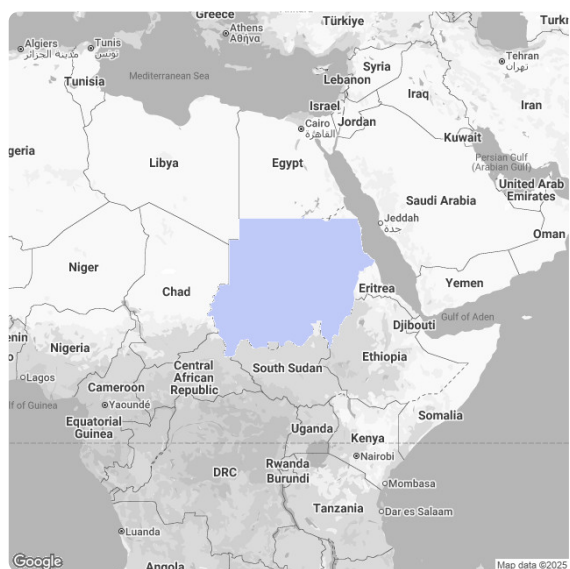 Greece
Athens
Αθήνα
Türkiye
Algiers
مدينة الجزائر
Tunis
تونس
Tunisia
Mediterranean Sea
Syria
Lebanon
Tehran
تهران
Israel
Iraq
Iran
Cairo
القاهرة
Jordan
Kuwait
geria
Libya
Egypt
Persian Gulf
(Arabian Gulf)
United Arab
Emirates
Saudi Arabia
Jeddah
جدة
Oman
Niger
Chad
Eritrea
Yemen
Gulf of Aden
Djibouti
enin
Nigeria
Ethiopia
Lagos
Cameroon
Central
African
Republic
South Sudan
lf of Guinea
Yaoundé
Equatorial
Guinea
Somalia
Uganda
Kenya
Nairobi
DRC
Rwanda
Burundi
Mombasa
Tanzania
Dar es Salaam
Luanda
Angola
Google
Map data ©2025